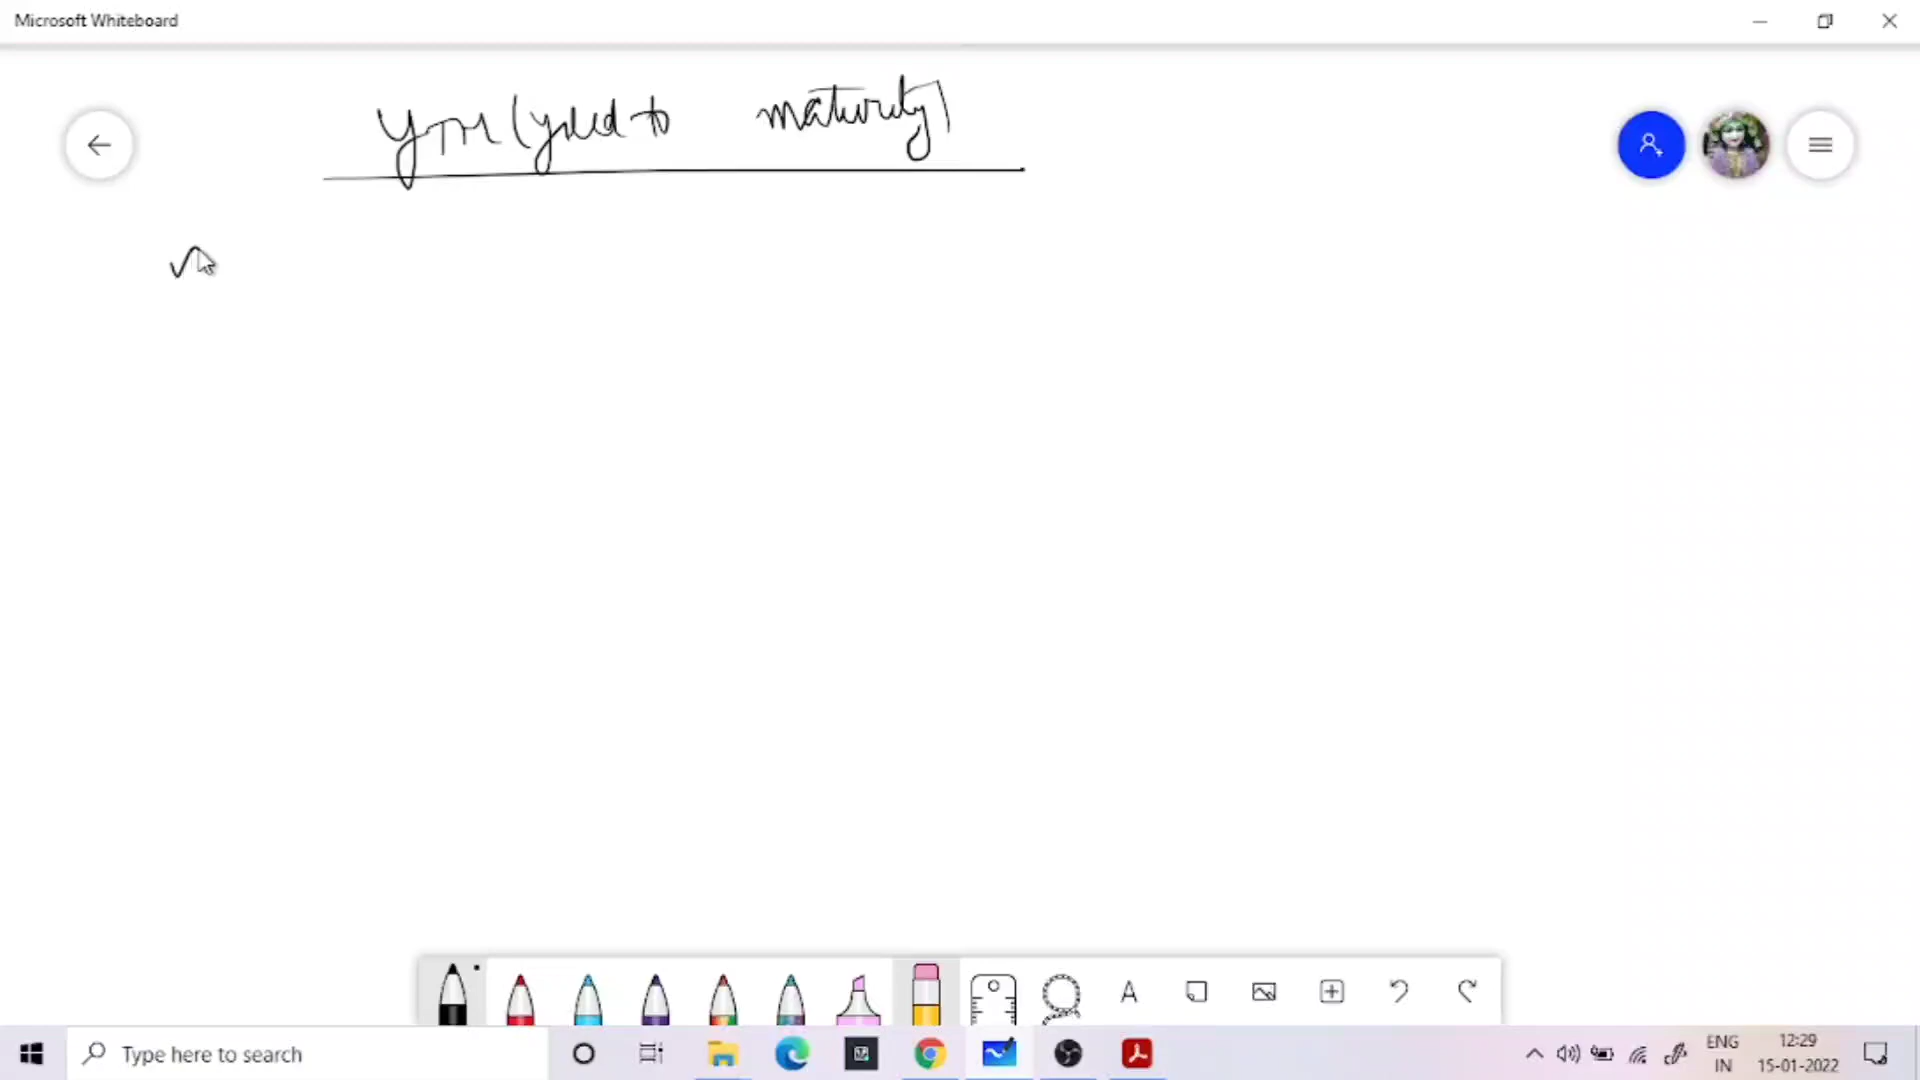 Microsoft Whiteboard
YTM (yield to maturity)
A
Type here to search
ENG
IN
12:29
15-01-2022